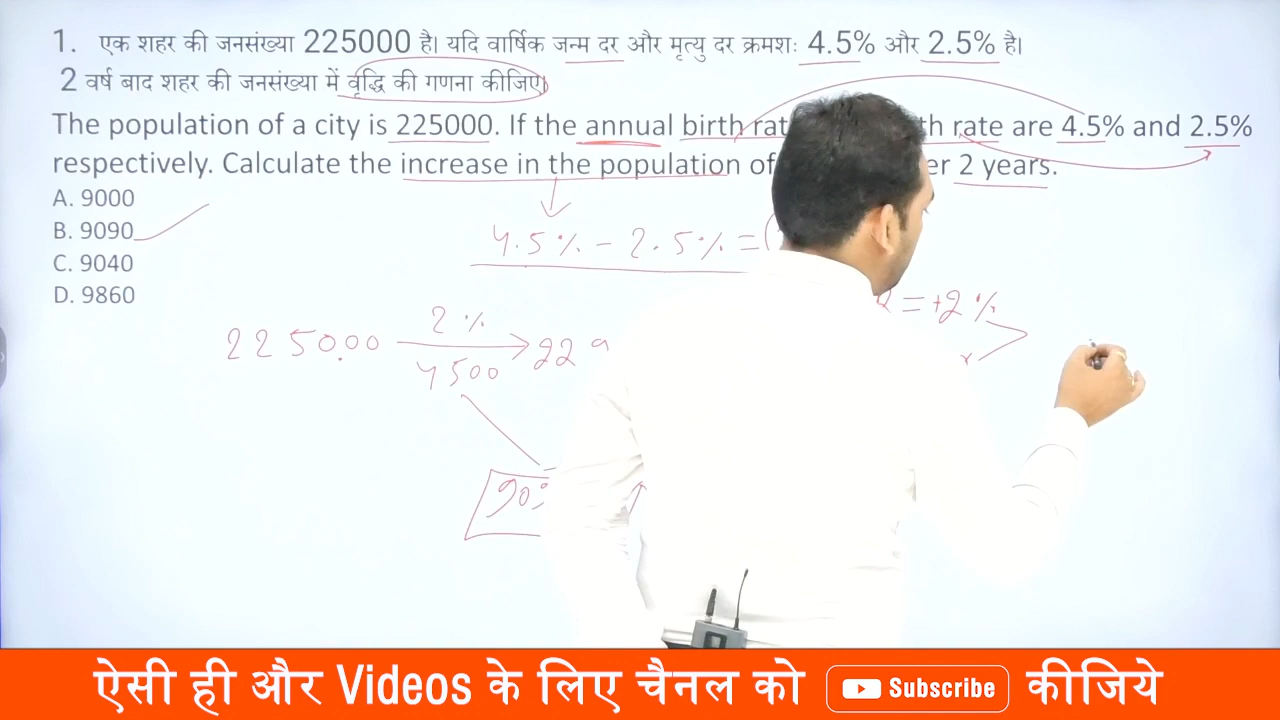 1. एक शहर की जनसंख्या 225000 है। यदि वार्षिक जन्म दर और मृत्यु दर क्रमशः 4.5% और 2.5% है।
2 वर्ष बाद शहर की जनसंख्या में वृद्धि की गणना कीजिए।
The population of a city is 225000. If the annual birth rat th rate are 4.5% and 2.5%
respectively. Calculate the increase in the population of er 2 years.
A. 9000
B. 9090
C. 9040
D. 9860
4.5% - 2.5% = (
= +2%
225000 2% 4500 229
909
ऐसी ही और Videos के लिए चैनल को Subscribe कीजिये